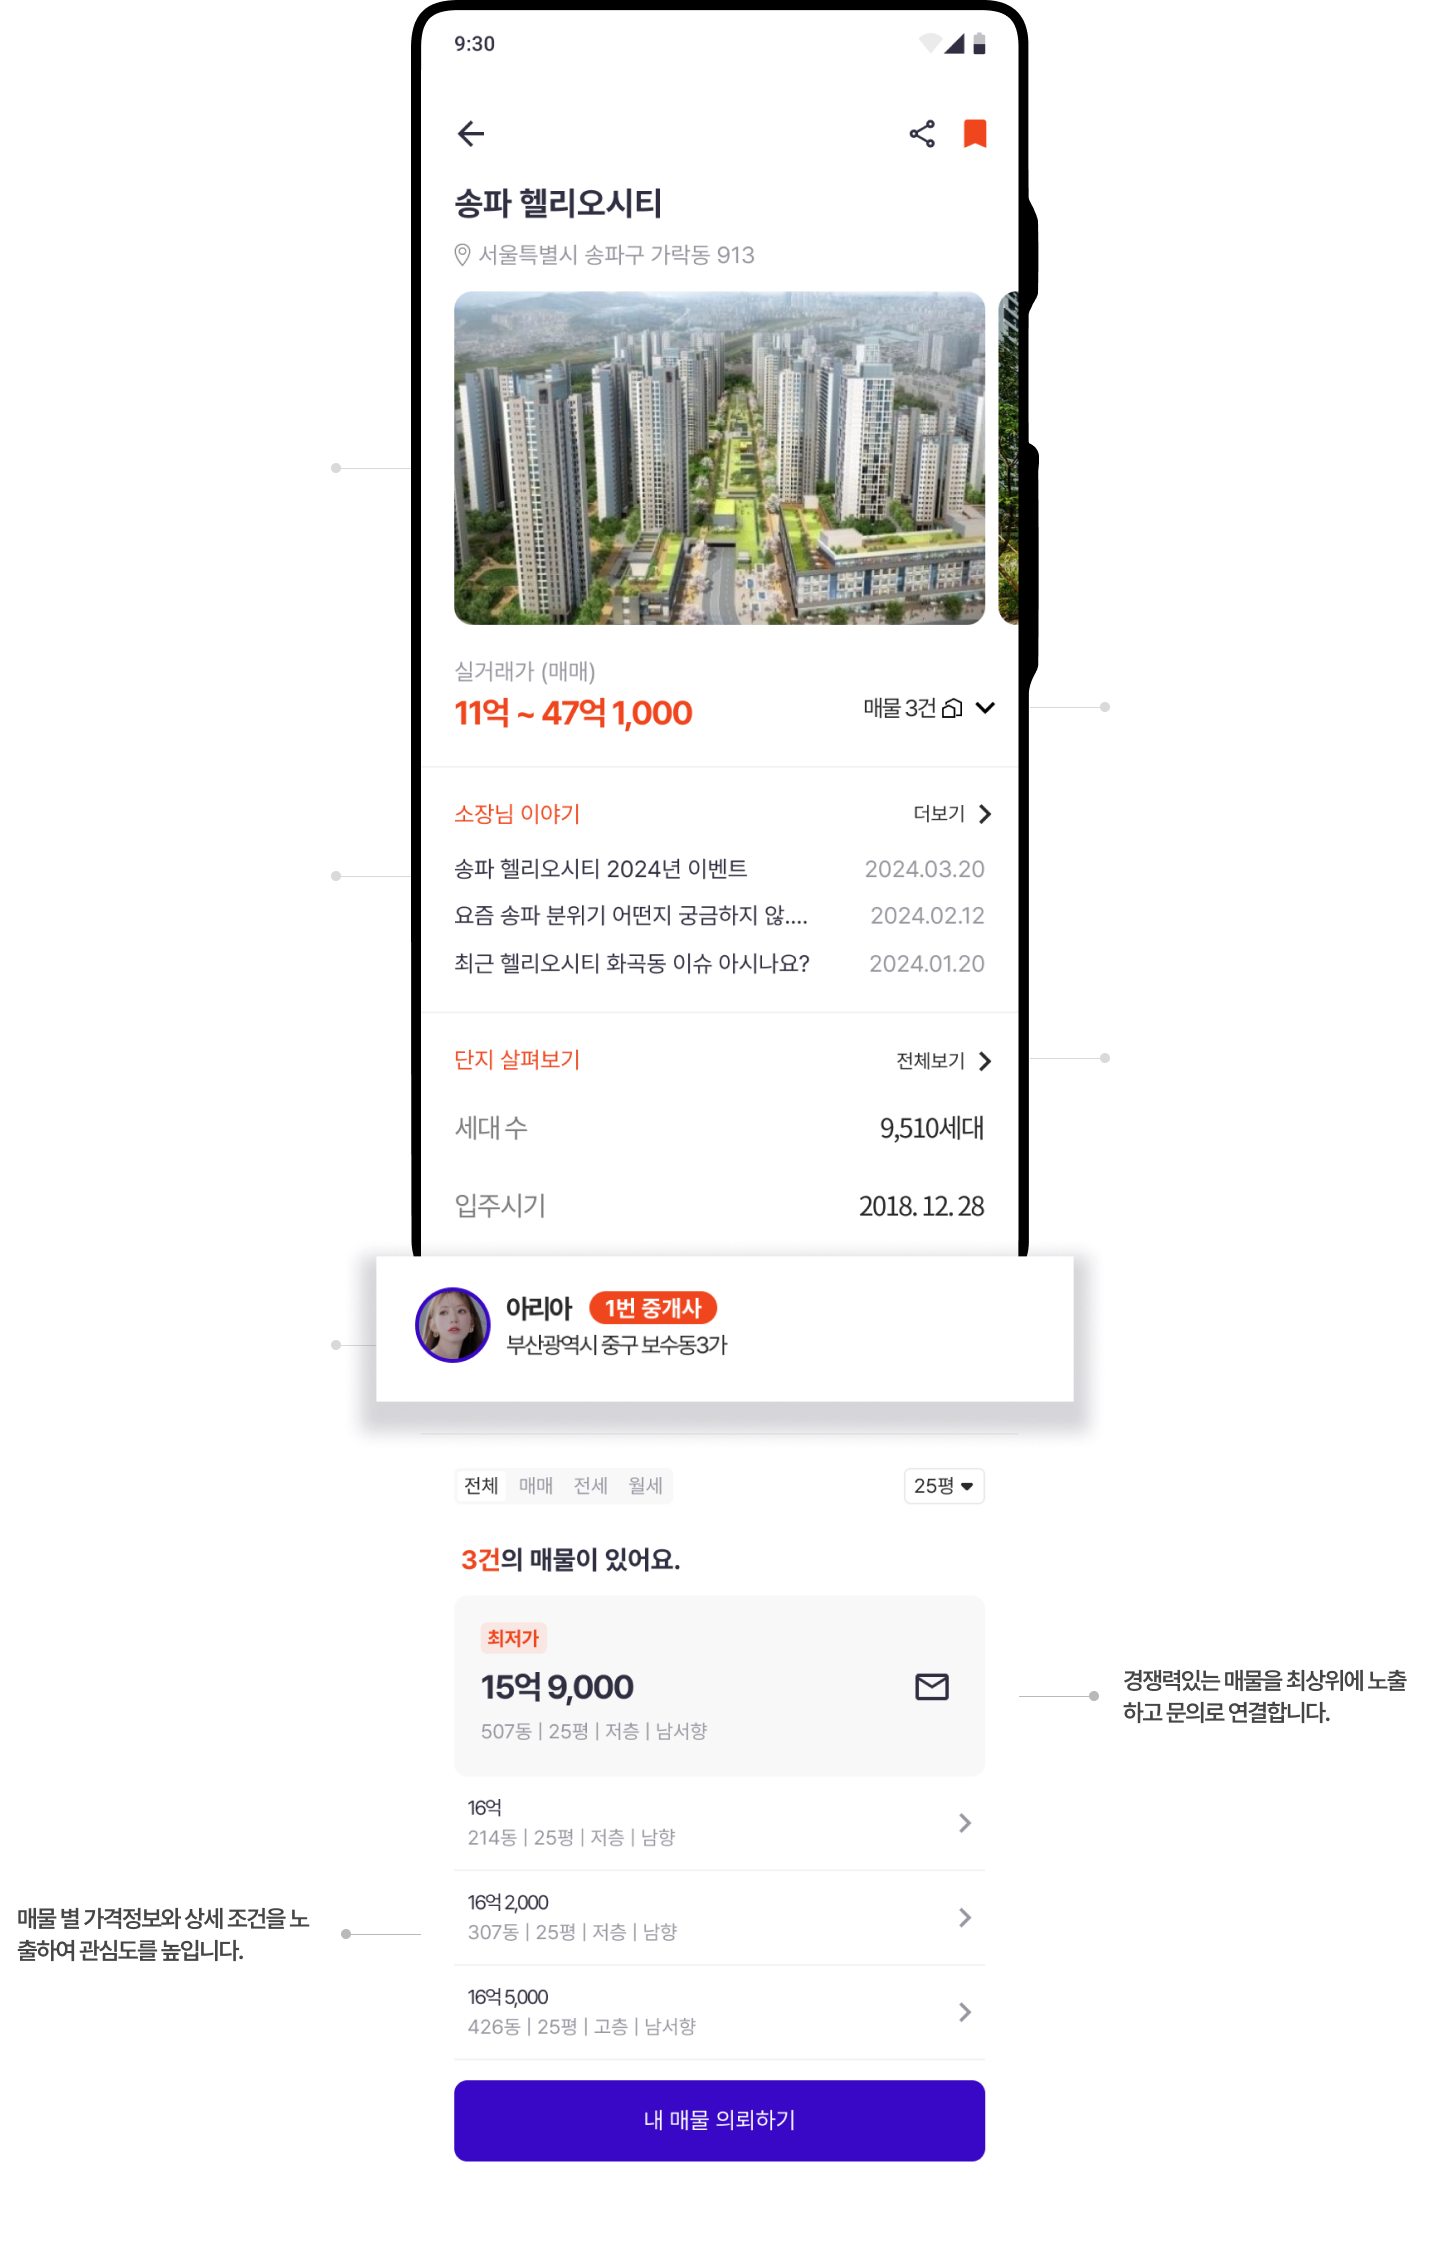 9:30
송파 헬리오시티
서울특별시 송파구 가락동 913
실거래가 (매매)
11억 ~ 47억 1,000
매물 3건
소장님 이야기
더보기
송파 헬리오시티 2024년 이벤트
2024.03.20
요즘 송파 분위기 어떤지 궁금하지 않....
2024.02.12
최근 헬리오시티 화곡동 이슈 아시나요?
2024.01.20
단지 살펴보기
전체보기
세대 수
9,510세대
입주시기
2018. 12. 28
아리아
1번 중개사
부산광역시 중구 보수동3가
전체 매매 전세 월세
25평
3건의 매물이 있어요.
최저가
15억 9,000
507동 | 25평 | 저층 | 남서향
경쟁력있는 매물을 최상위에 노출
하고 문의로 연결합니다.
16억
214동 | 25평 | 저층 | 남향
16억 2,000
307동 | 25평 | 저층 | 남향
매물 별 가격정보와 상세 조건을 노
출하여 관심도를 높입니다.
16억 5,000
426동 | 25평 | 고층 | 남서향
내 매물 의뢰하기